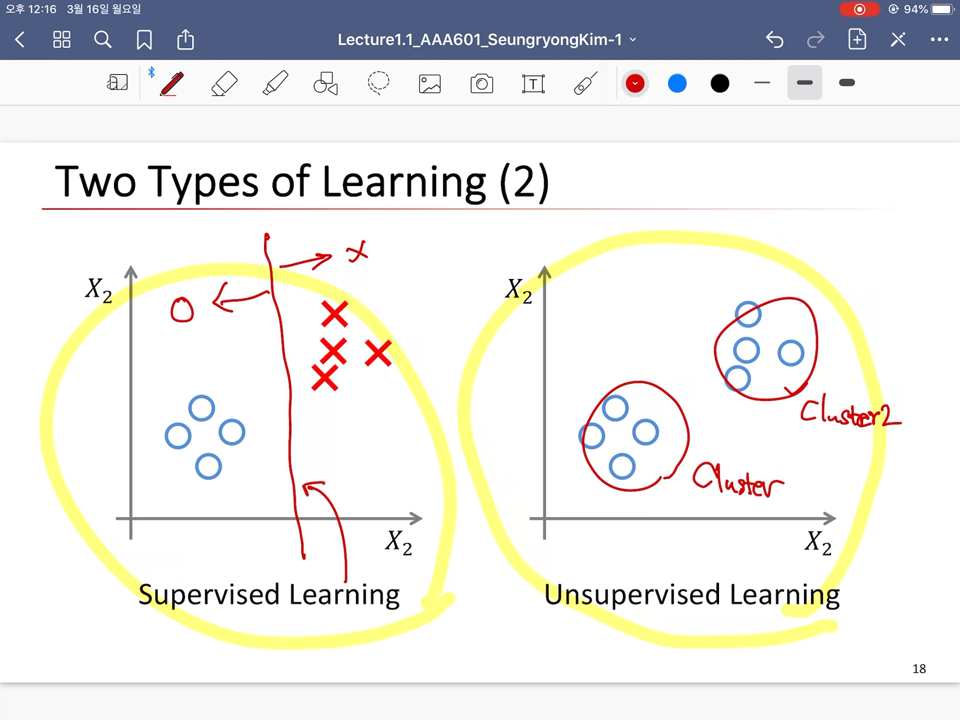 오후 12:16 3월 16일 월요일
94%
Lecture1.1_AAA601_SeungryongKim-1
T
Two Types of Learning (2)
X₂
O
x
X₂
Supervised Learning
X₂
Cluster2
Cluster
X₂
Unsupervised Learning
18